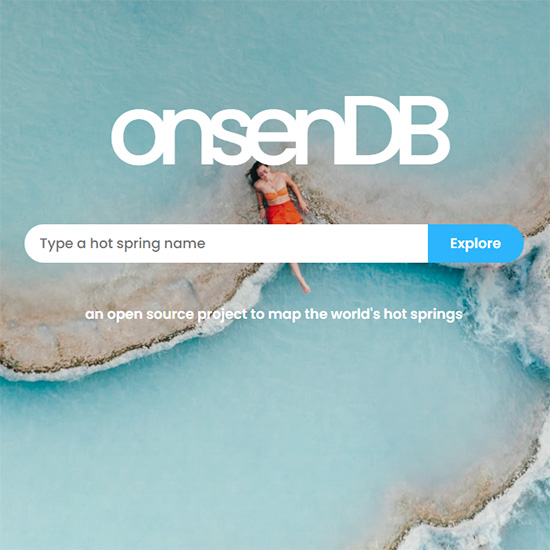 onsenDB
Type a hot spring name
Explore
an open source project to map the world's hot springs